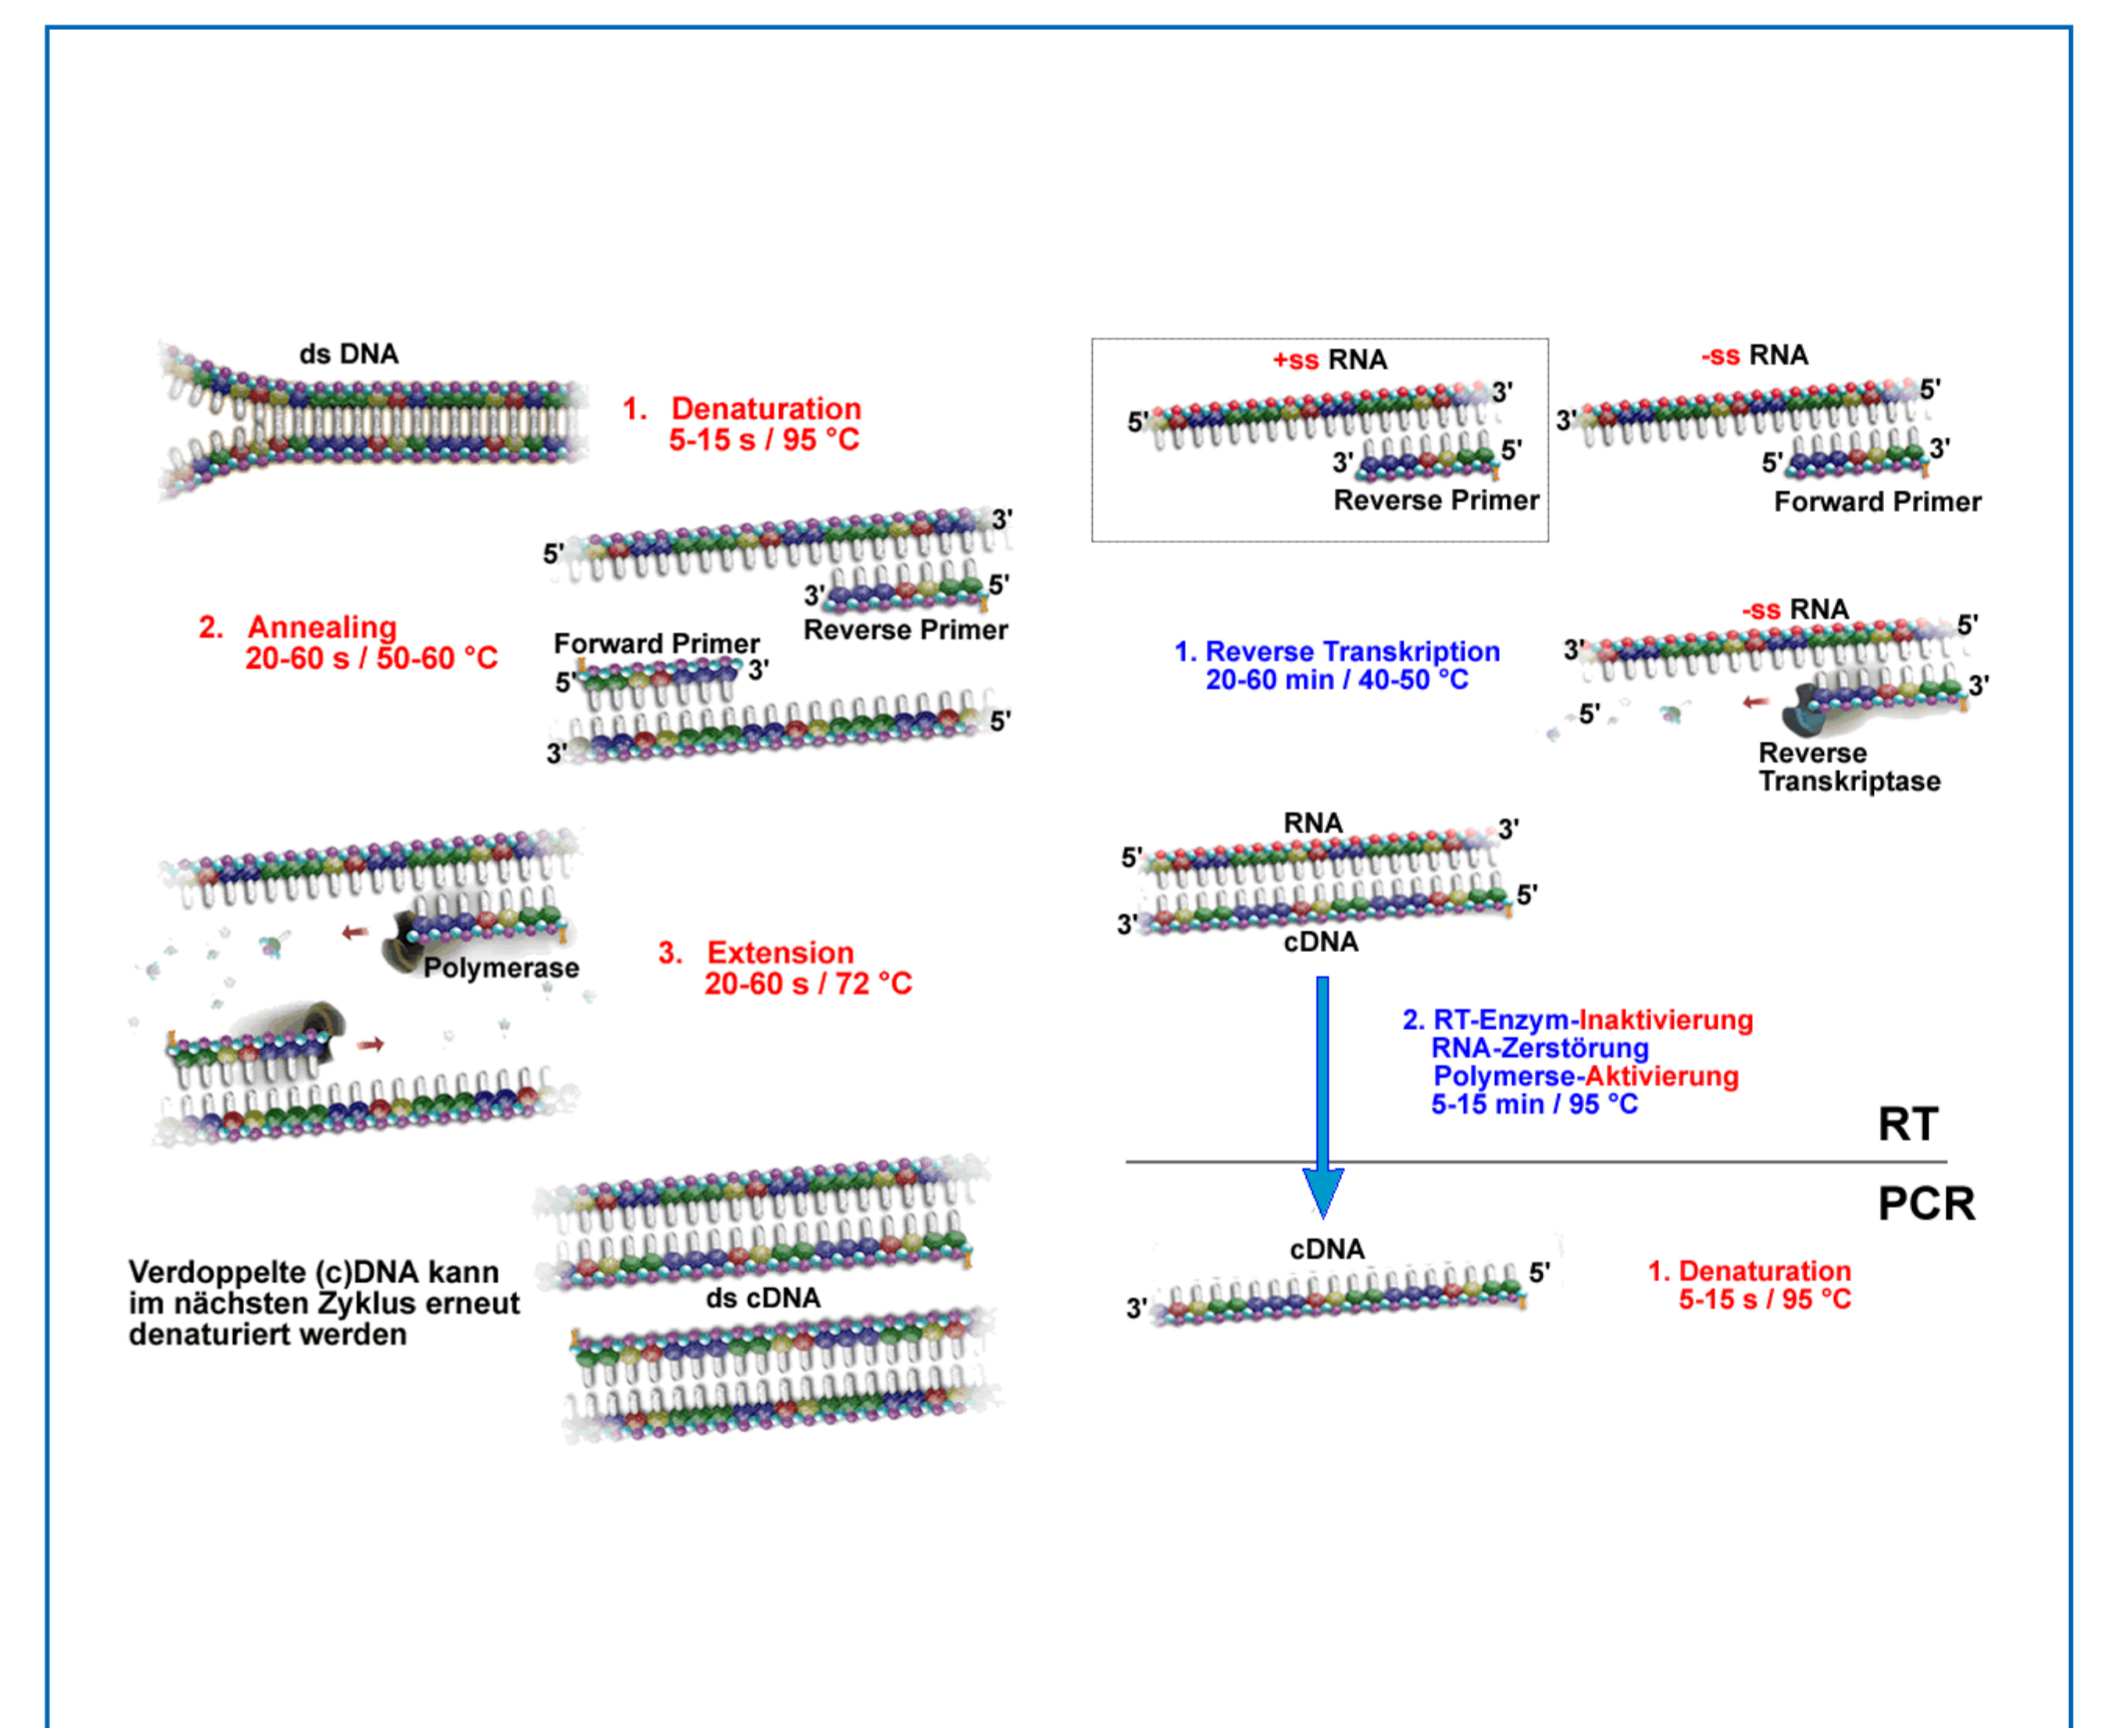 ds DNA
1. Denaturation
5-15 s / 95 °C
5' 3'
3' 5'
Reverse Primer
2. Annealing
20-60 s / 50-60 °C
Forward Primer
5' 3'
3' 5'
Polymerase
3. Extension
20-60 s / 72 °C
Verdoppelte (c)DNA kann
im nächsten Zyklus erneut
denaturiert werden
ds cDNA
+ss RNA
5' 3'
3' 5'
Reverse Primer
-ss RNA
3' 5'
5' 3'
Forward Primer
1. Reverse Transkription
20-60 min / 40-50 °C
-ss RNA
3' 5'
5' 3'
Reverse
Transkriptase
RNA
5' 3'
3' 5'
cDNA
2. RT-Enzym-Inaktivierung
RNA-Zerstörung
Polymerse-Aktivierung
5-15 min / 95 °C
RT
PCR
cDNA
3' 5'
1. Denaturation
5-15 s / 95 °C